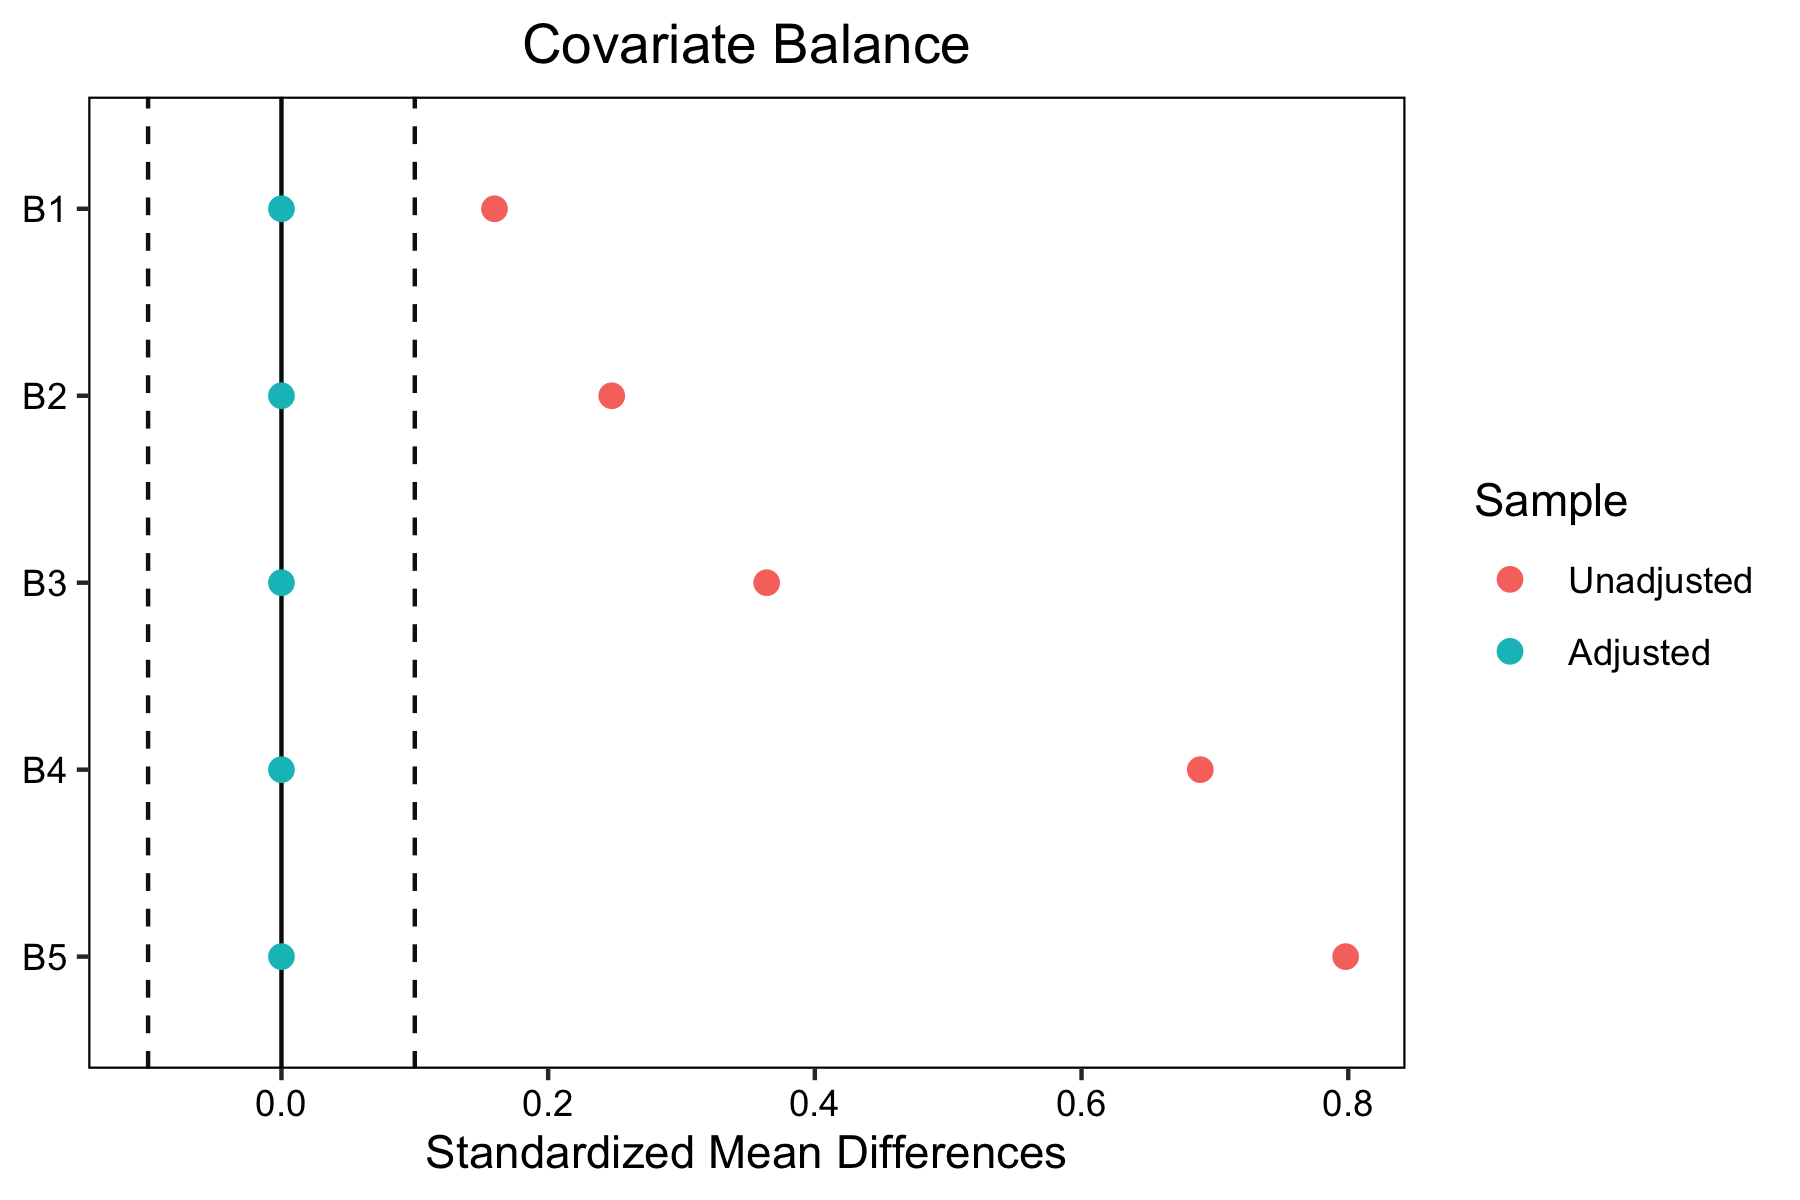 Covariate Balance
B1
B2
B3
B4
B5
0.0 0.2 0.4 0.6 0.8
Standardized Mean Differences
Sample
Unadjusted
Adjusted